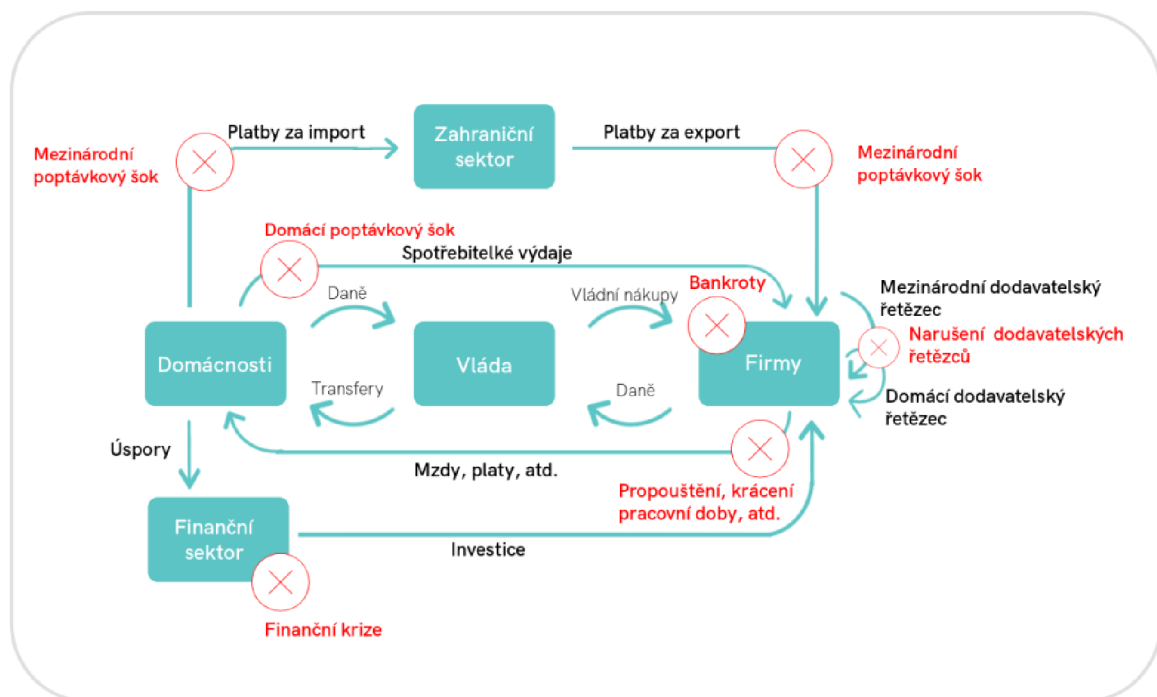 Platby za import
Zahraniční
sektor
Platby za export
Mezinárodní
poptávkový šok
Mezinárodní
poptávkový šok
Domácí poptávkový šok
Spotřebitelké výdaje
Daně
Vládní nákupy
Bankroty
Mezinárodní dodavatelský
řetězec
Narušení dodavatelských
řetězců
Domácnosti
Vláda
Firmy
Transfery
Daně
Domácí dodavatelský
řetězec
Úspory
Mzdy, platy, atd.
Propouštění, krácení
pracovní doby, atd.
Finanční
sektor
Investice
Finanční krize